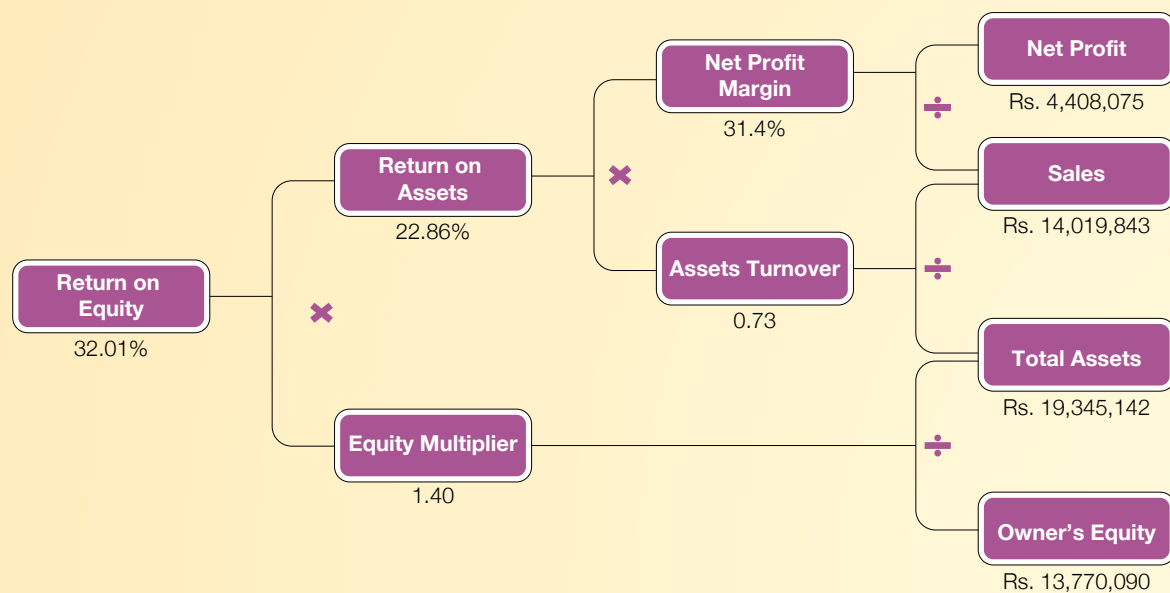 Return on
Equity
32.01%
Return on
Assets
22.86%
Equity Multiplier
1.40
Net Profit
Margin
31.4%
Assets Turnover
0.73
Net Profit
Rs. 4,408,075
Sales
Rs. 14,019,843
Total Assets
Rs. 19,345,142
Owner's Equity
Rs. 13,770,090
×
×
÷
÷
÷